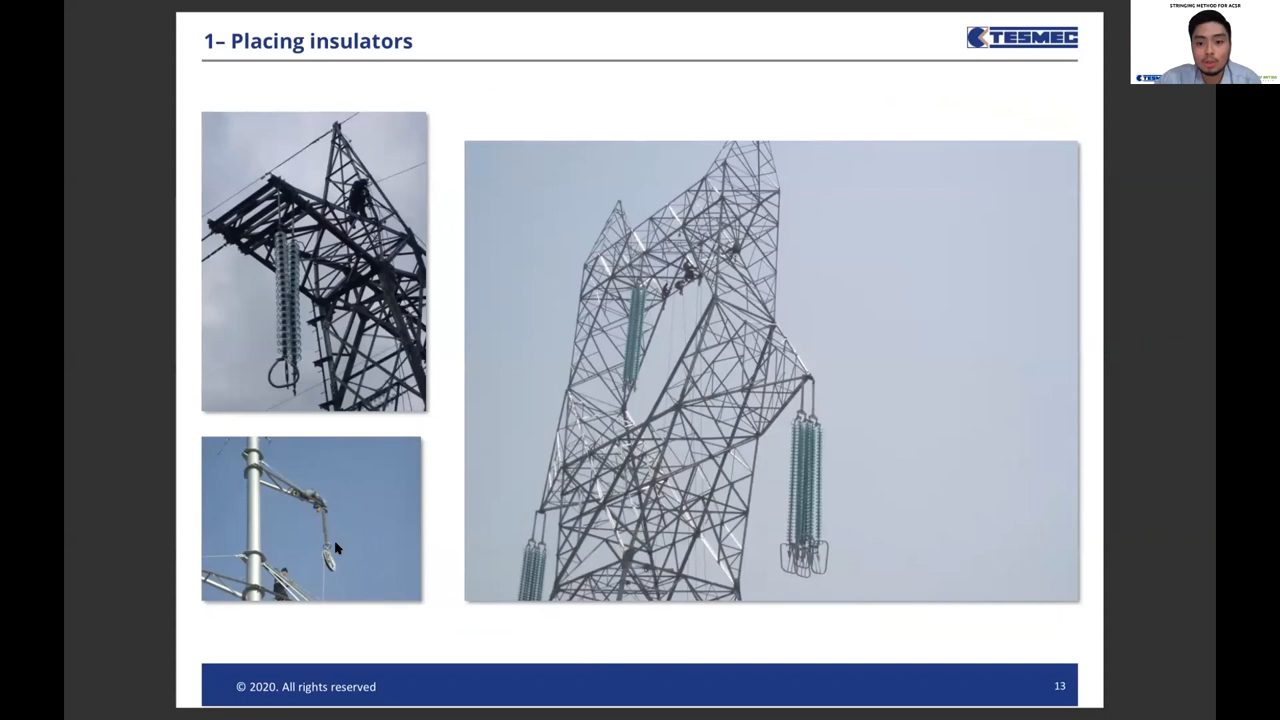 1– Placing insulators
TESMEC
STRINGING METHOD FOR ACSR
© 2020. All rights reserved
13